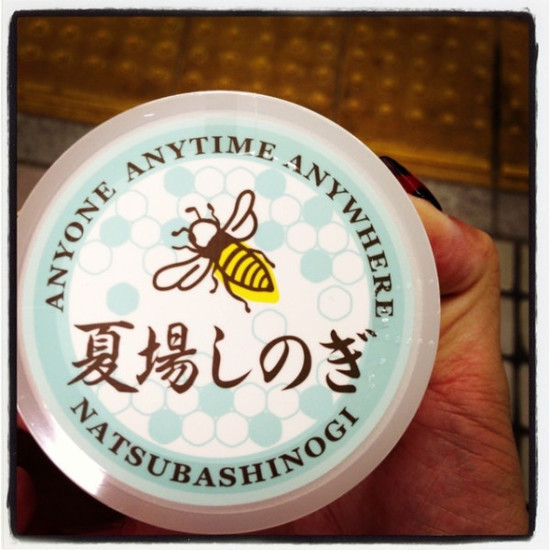 ANYONE ANYTIME ANYWHERE
夏場しのぎ
NATSUBASHINOGI